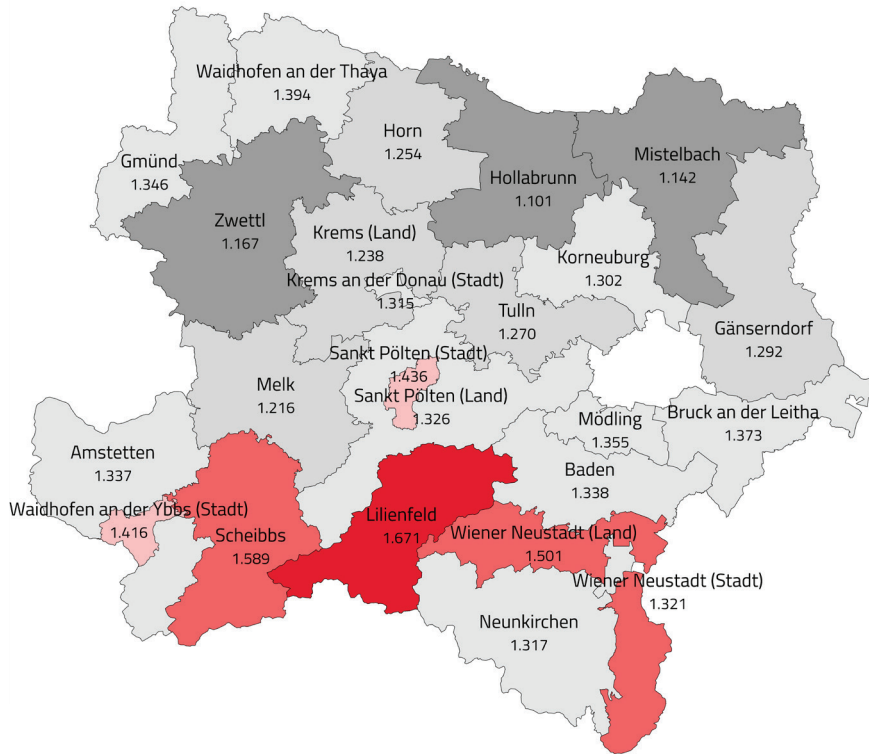 Waidhofen an der Thaya
1.394
Horn
1.254
Mistelbach
1.142
Gmünd
1.346
Hollabrunn
1.101
Zwettl
1.167
Krems (Land)
1.238
Korneuburg
1.302
Krems an der Donau (Stadt)
1.315
Tulln
1.270
Gänserndorf
1.292
Sankt Pölten (Stadt)
1.436
Melk
1.216
Sankt Pölten (Land)
1.326
Mödling
1.355
Bruck an der Leitha
1.373
Amstetten
1.337
Baden
1.338
Waidhofen an der Ybbs (Stadt)
1.416
Lilienfeld
1.671
Scheibbs
1.589
Wiener Neustadt (Land)
1.501
Wiener Neustadt (Stadt)
1.321
Neunkirchen
1.317